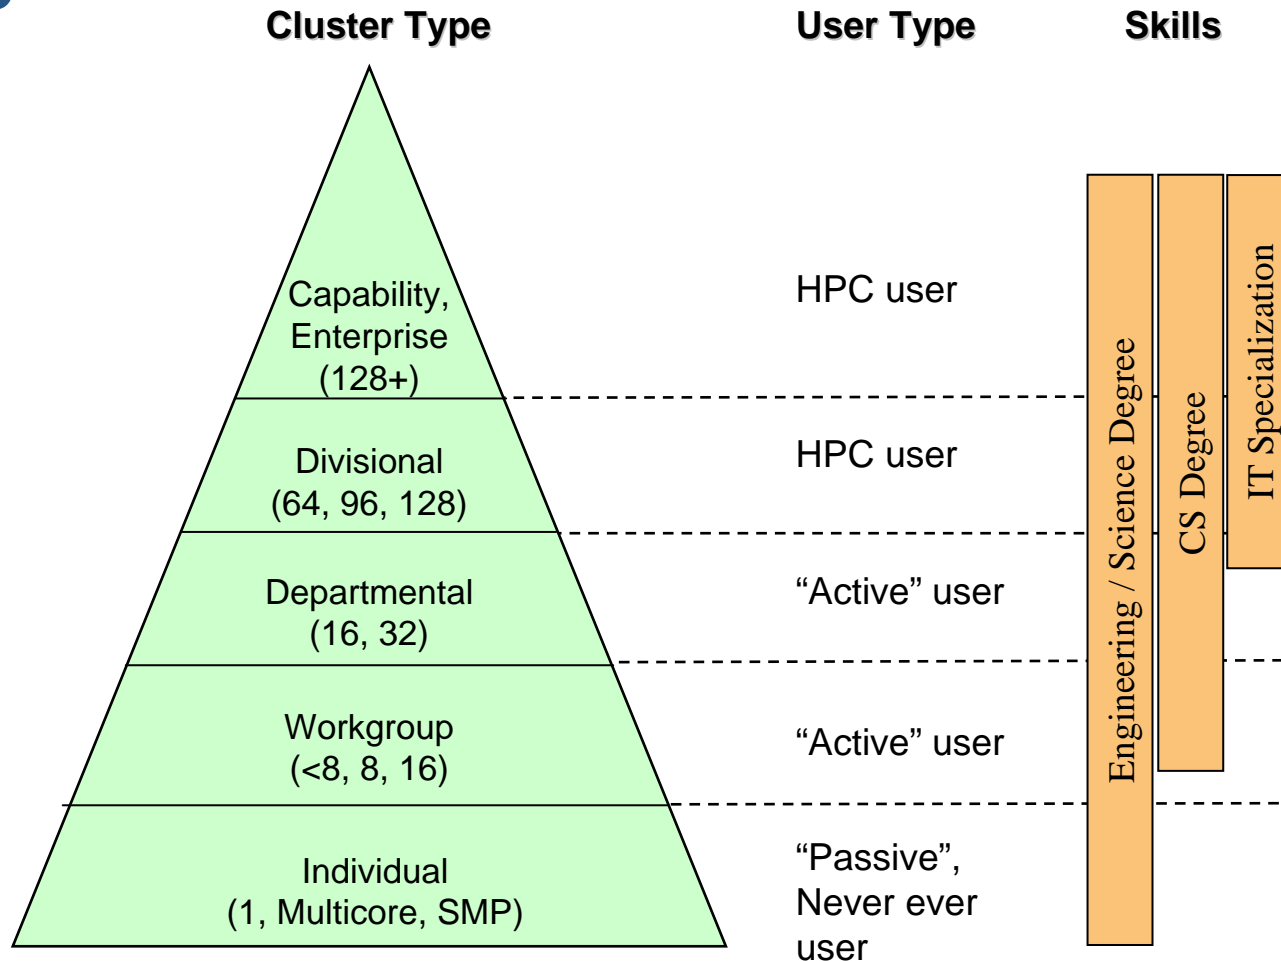 Cluster Type
User Type
Skills
Capability,
Enterprise
(128+)
HPC user
Divisional
(64, 96, 128)
HPC user
Departmental
(16, 32)
“Active” user
Workgroup
(<8, 8, 16)
“Active” user
Individual
(1, Multicore, SMP)
“Passive”,
Never ever
user
Engineering / Science Degree
CS Degree
IT Specialization